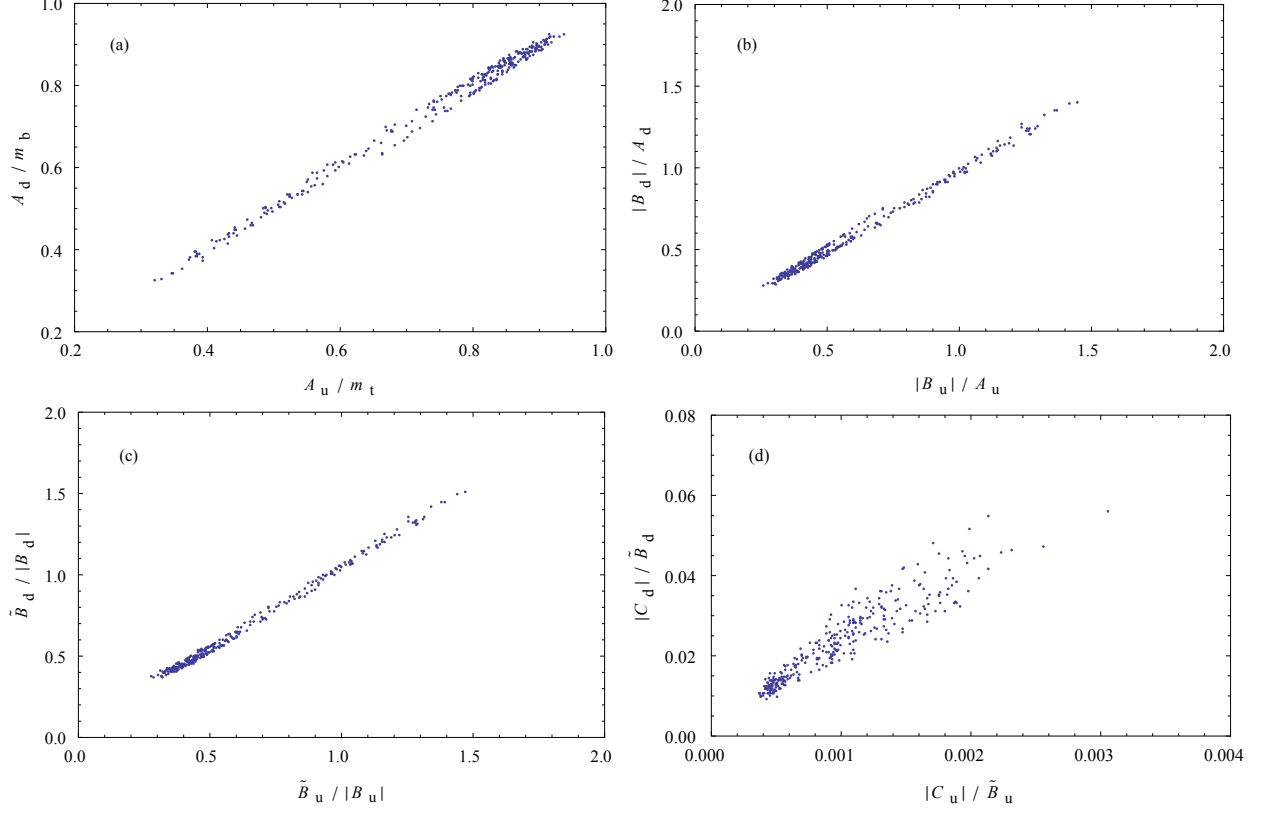 (a)
1.0
0.8
0.6
0.4
0.2
A d / m b
0.2 0.4 0.6 0.8 1.0
A u / m t
(b)
2.0
1.5
1.0
0.5
0.0
|B d| / A d
0.0 0.5 1.0 1.5 2.0
|B u| / A u
(c)
2.0
1.5
1.0
0.5
0.0
B̃ d / |B d|
0.0 0.5 1.0 1.5 2.0
B̃ u / |B u|
(d)
0.08
0.06
0.04
0.02
0.00
|C d| / B̃ d
0.000 0.001 0.002 0.003 0.004
|C u| / B̃ u